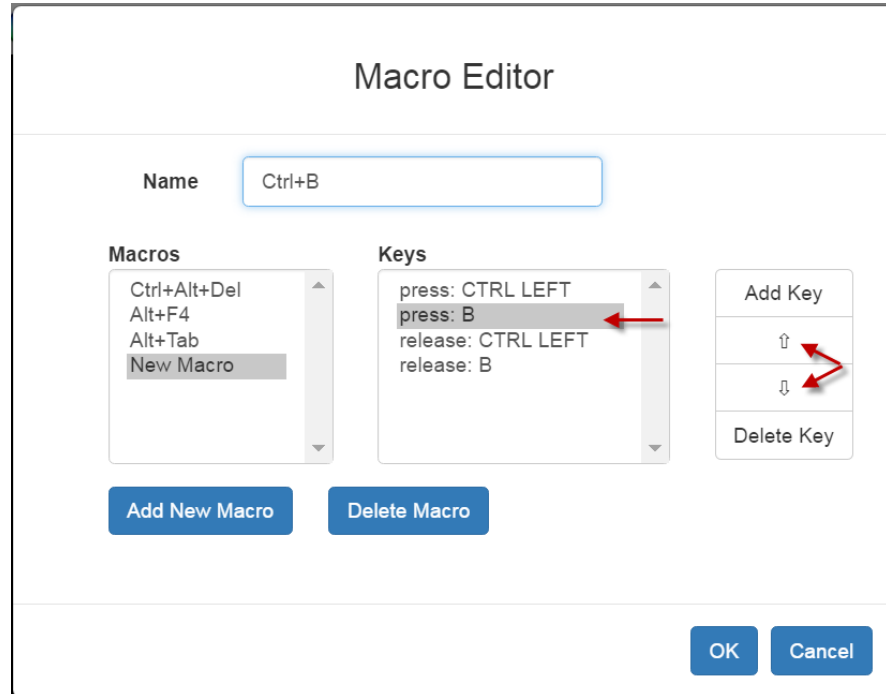 Macro Editor
Name
Ctrl+B
Macros
Ctrl+Alt+Del
Alt+F4
Alt+Tab
New Macro
Keys
press: CTRL LEFT
press: B
release: CTRL LEFT
release: B
Add Key
⇧
⇩
Delete Key
Add New Macro
Delete Macro
OK
Cancel